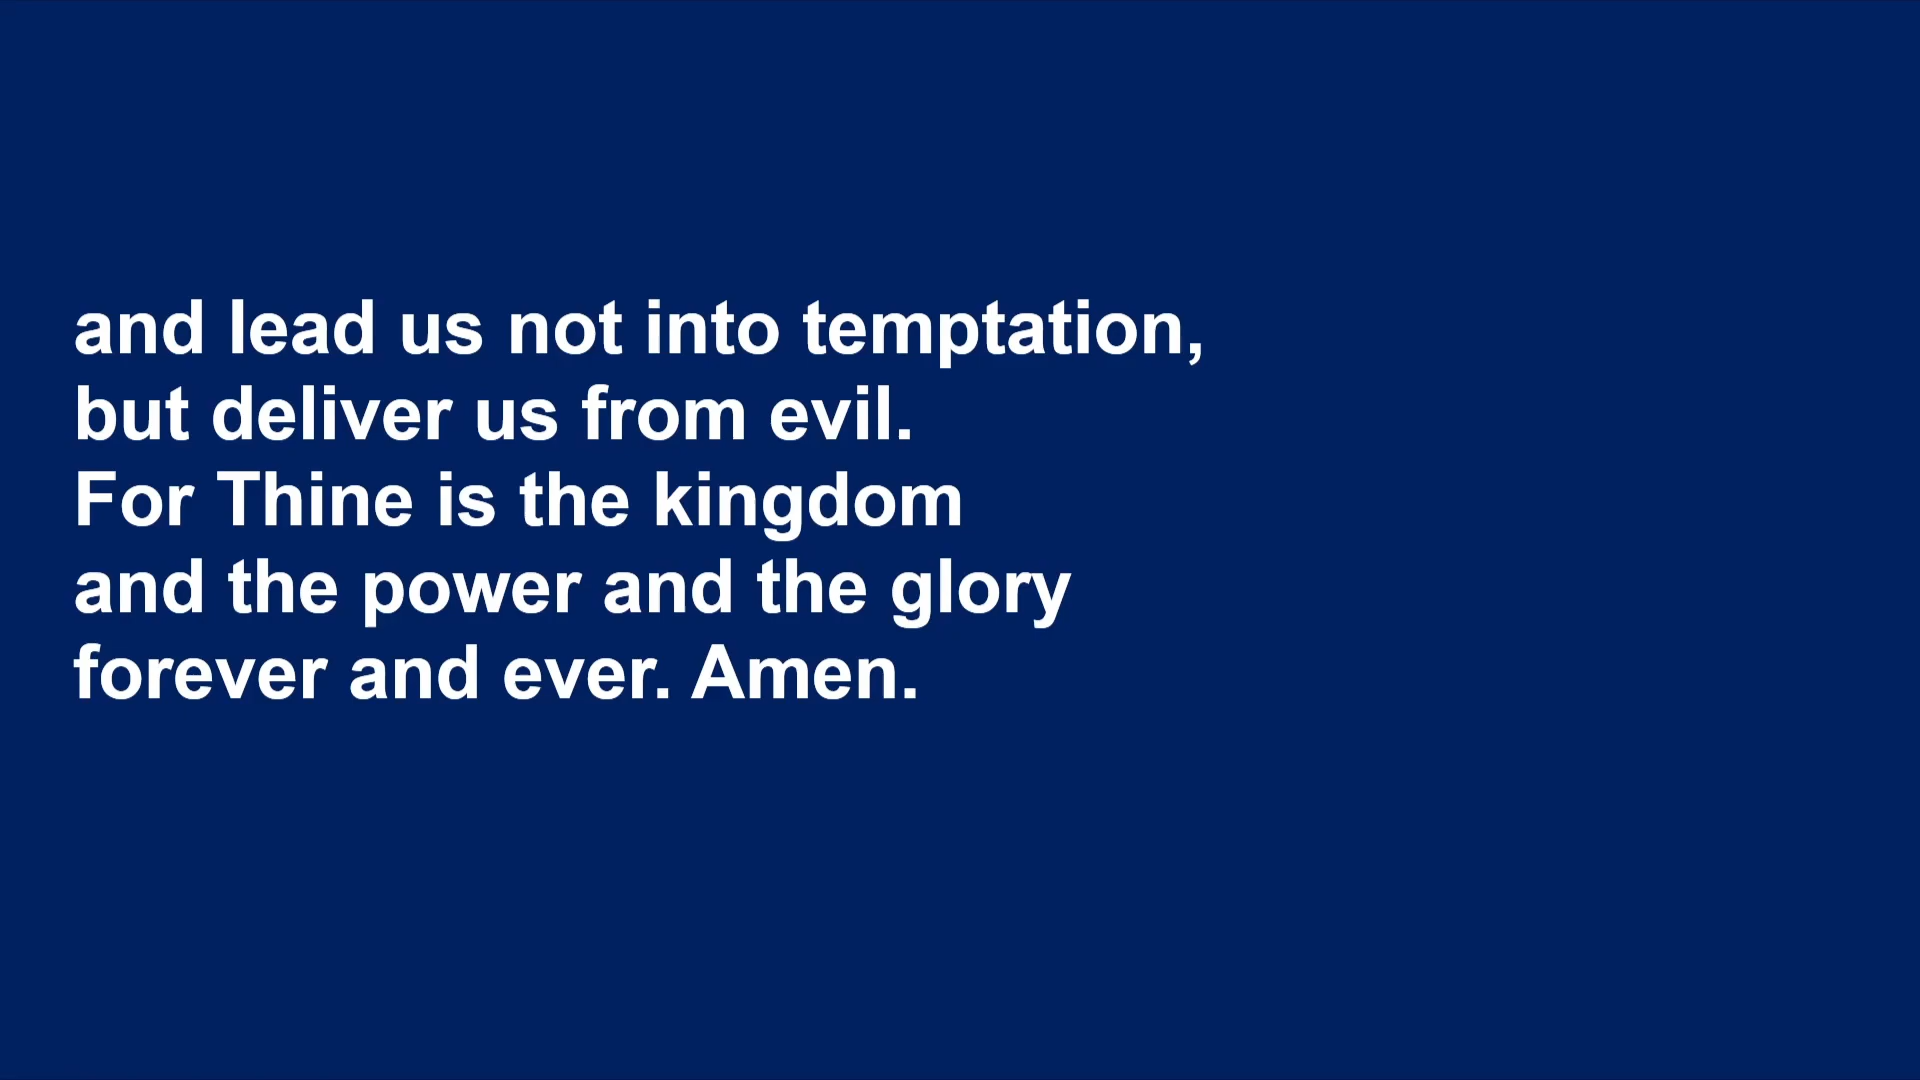 and lead us not into temptation,
but deliver us from evil.
For Thine is the kingdom
and the power and the glory
forever and ever. Amen.